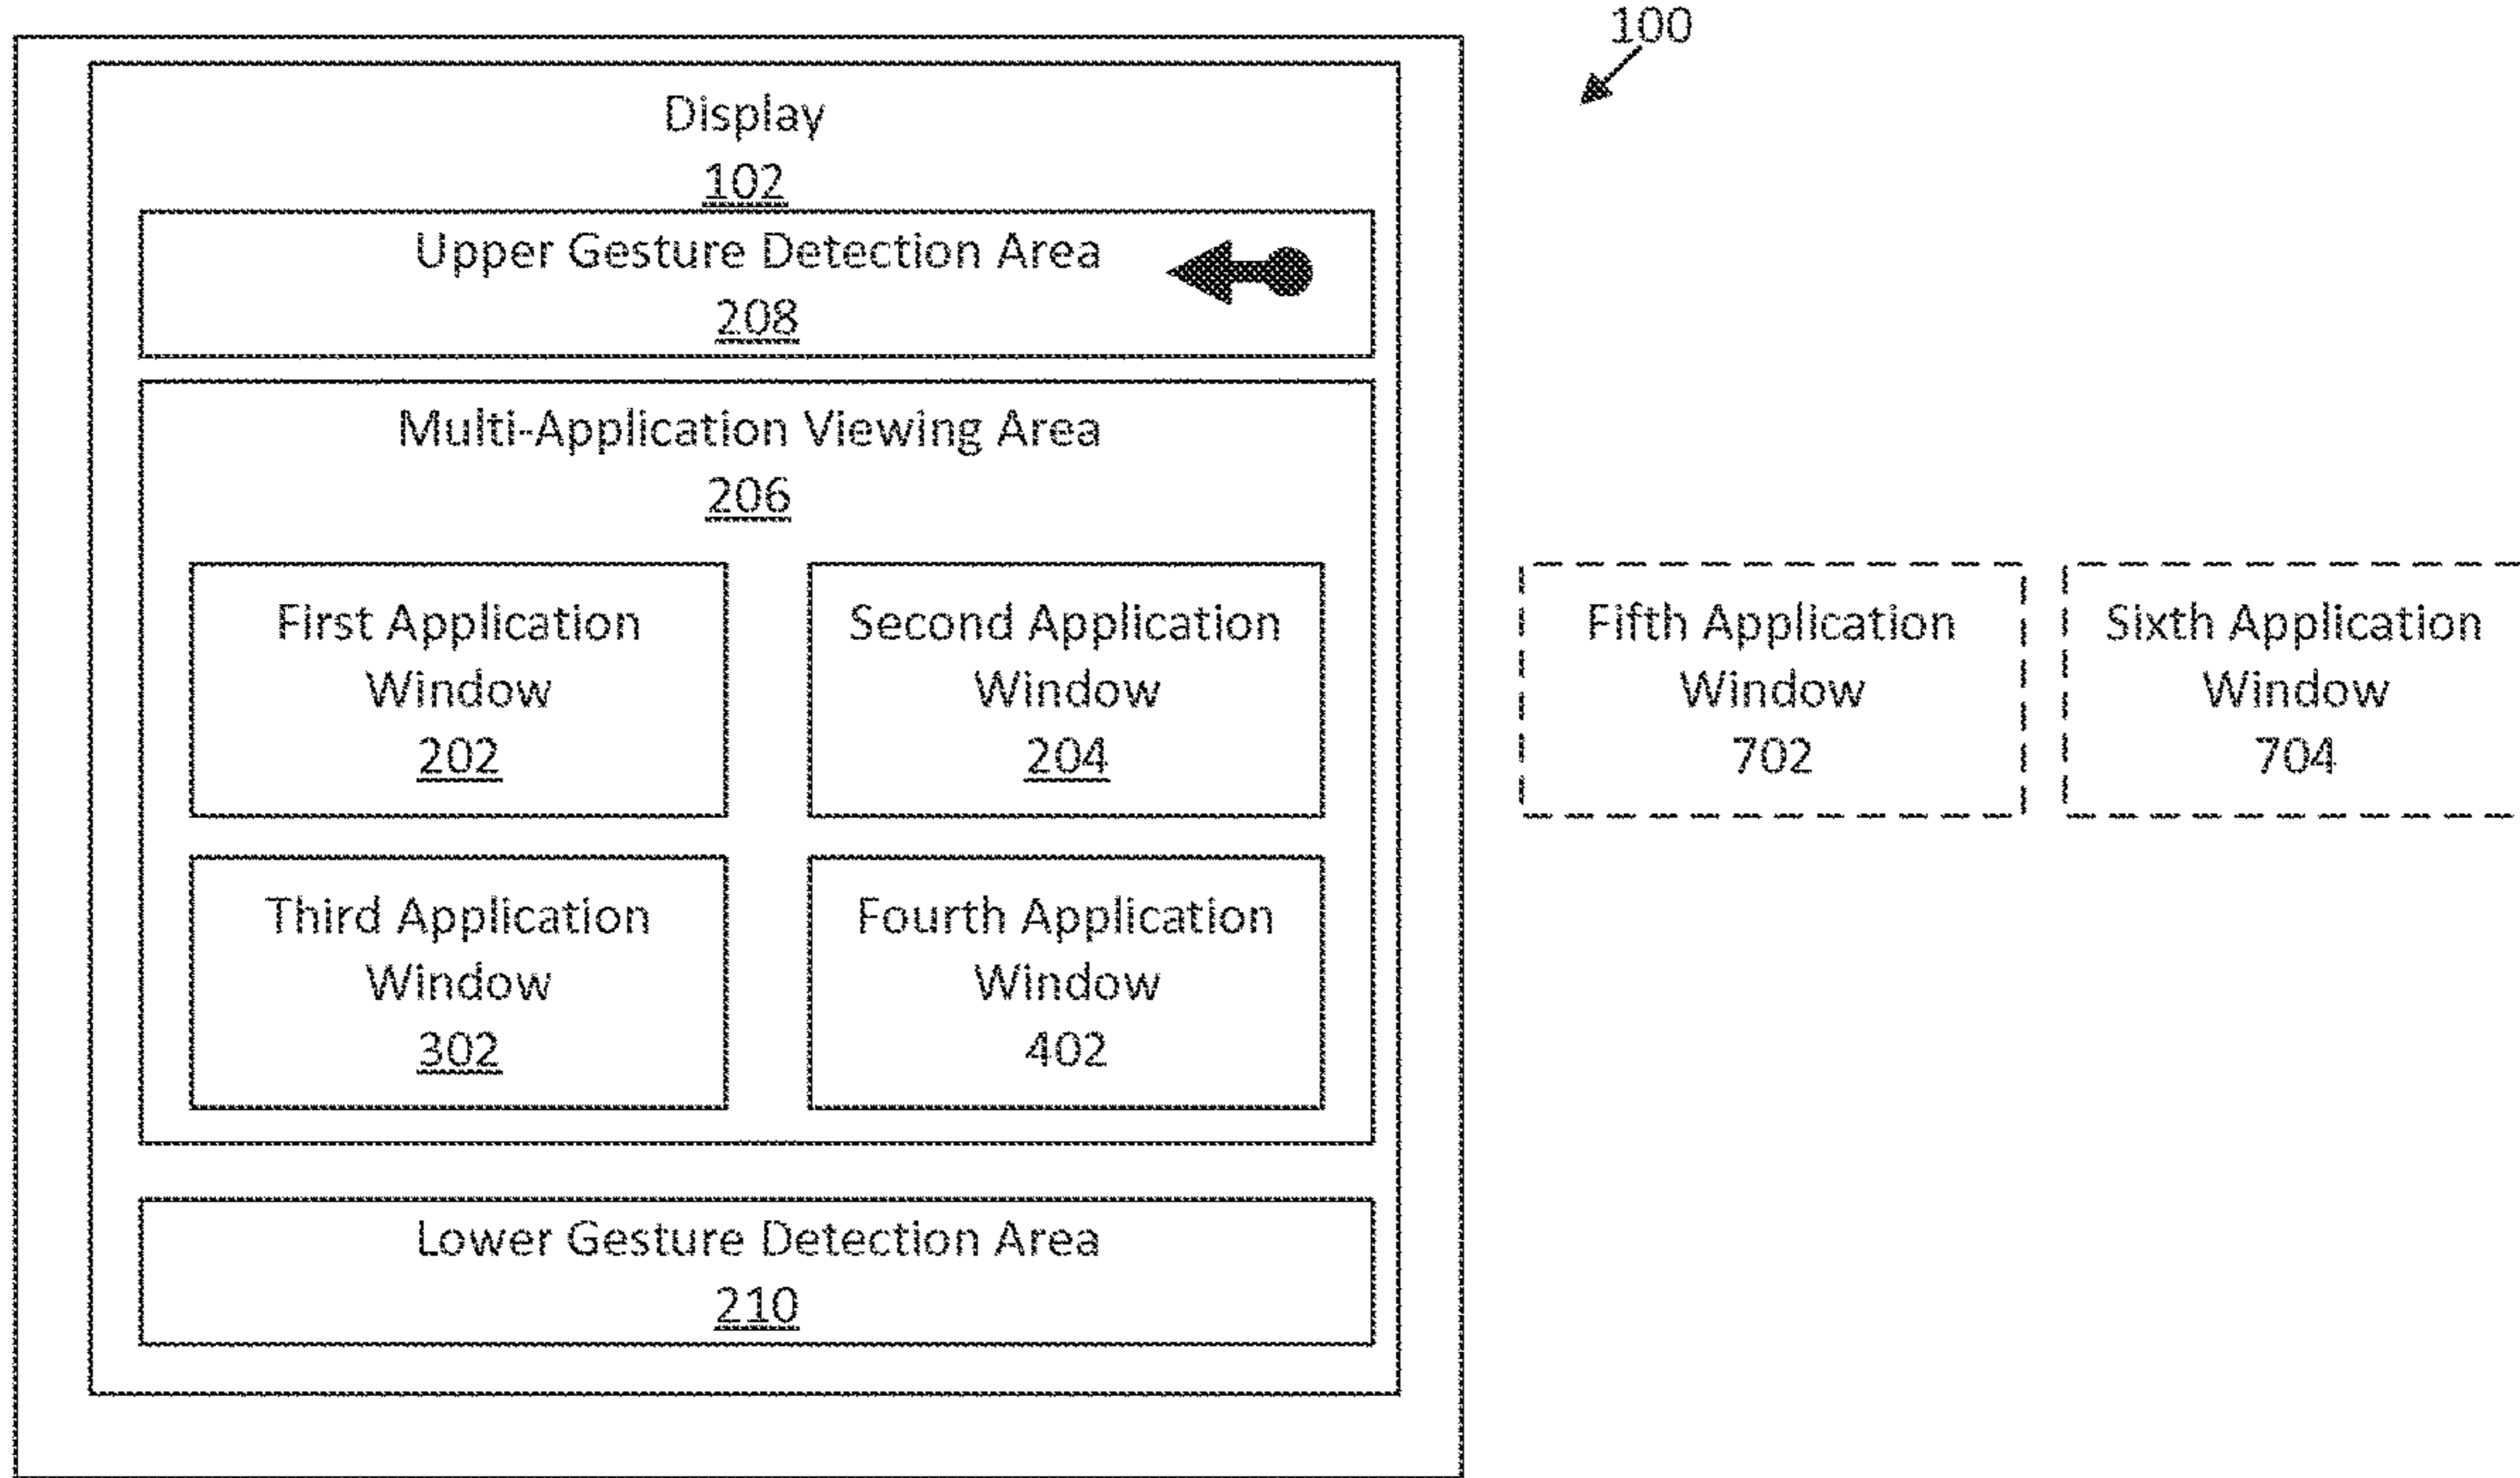 100
Display
102
Upper Gesture Detection Area
208
Multi-Application Viewing Area
206
First Application
Window
202
Second Application
Window
204
Fifth Application
Window
702
Sixth Application
Window
704
Third Application
Window
302
Fourth Application
Window
402
Lower Gesture Detection Area
210